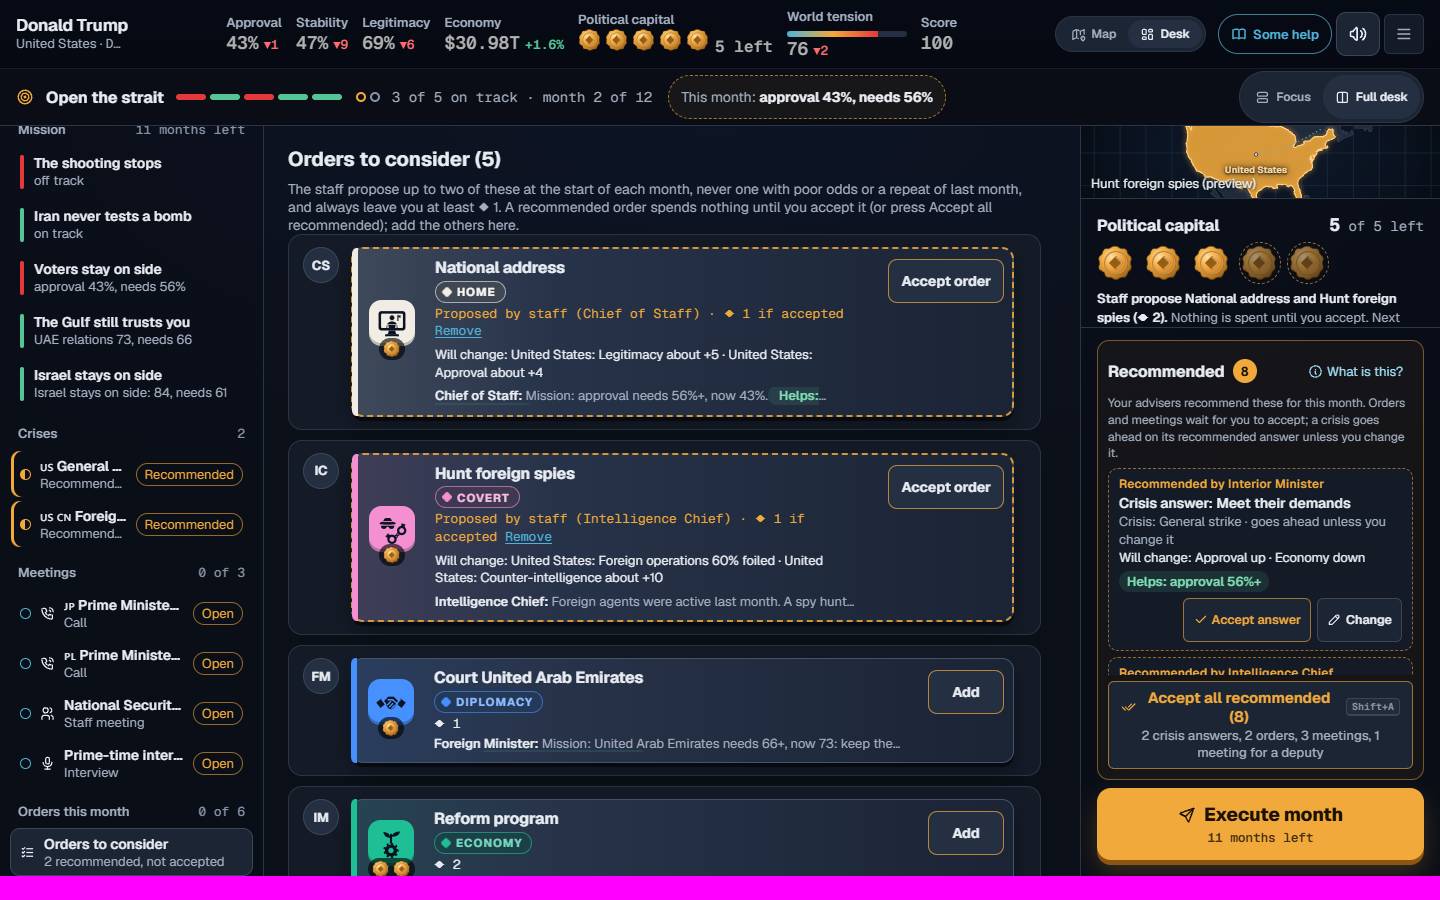 Donald Trump
United States · D...
Approval
43% ▾1
Stability
47% ▾9
Legitimacy
69% ▾6
Economy
$30.98T +1.6%
Political capital
5 left
World tension
76 ▾2
Score
100
Map
Desk
Some help
Open the strait
3 of 5 on track · month 2 of 12
This month: approval 43%, needs 56%
Focus
Full desk
Mission
11 months left
The shooting stops
off track
Iran never tests a bomb
on track
Voters stay on side
approval 43%, needs 56%
The Gulf still trusts you
UAE relations 73, needs 66
Israel stays on side
Israel stays on side: 84, needs 61
Crises
2
US General ...
Recommend...
Recommended
US CN Foreig...
Recommend...
Recommended
Meetings
0 of 3
JP Prime Ministe...
Call
Open
PL Prime Ministe...
Call
Open
National Securit...
Staff meeting
Open
Prime-time inter...
Interview
Open
Orders this month
0 of 6
Orders to consider
2 recommended, not accepted
Orders to consider (5)
The staff propose up to two of these at the start of each month, never one with poor odds or a repeat of last month,
and always leave you at least ◆ 1. A recommended order spends nothing until you accept it (or press Accept all
recommended); add the others here.
CS
National address
HOME
Proposed by staff (Chief of Staff) · ◆ 1 if accepted
Remove
Will change: United States: Legitimacy about +5 · United States:
Approval about +4
Chief of Staff: Mission: approval needs 56%+, now 43%. Helps:...
Accept order
IC
Hunt foreign spies
COVERT
Proposed by staff (Intelligence Chief) · ◆ 1 if
accepted Remove
Will change: United States: Foreign operations 60% foiled · United
States: Counter-intelligence about +10
Intelligence Chief: Foreign agents were active last month. A spy hunt...
Accept order
FM
Court United Arab Emirates
DIPLOMACY
◆ 1
Foreign Minister: Mission: United Arab Emirates needs 66+, now 73: keep the...
Add
IM
Reform program
ECONOMY
◆ 2
Add
United States
Hunt foreign spies (preview)
Political capital
5 of 5 left
Staff propose National address and Hunt foreign
spies (◆ 2). Nothing is spent until you accept. Next
Recommended 8
What is this?
Your advisers recommend these for this month. Orders
and meetings wait for you to accept; a crisis goes
ahead on its recommended answer unless you change
it.
Recommended by Interior Minister
Crisis answer: Meet their demands
Crisis: General strike · goes ahead unless you
change it
Will change: Approval up · Economy down
Helps: approval 56%+
Accept answer
Change
Recommended by Intelligence Chief
Accept all recommended
(8)
Shift+A
2 crisis answers, 2 orders, 3 meetings, 1
meeting for a deputy
Execute month
11 months left